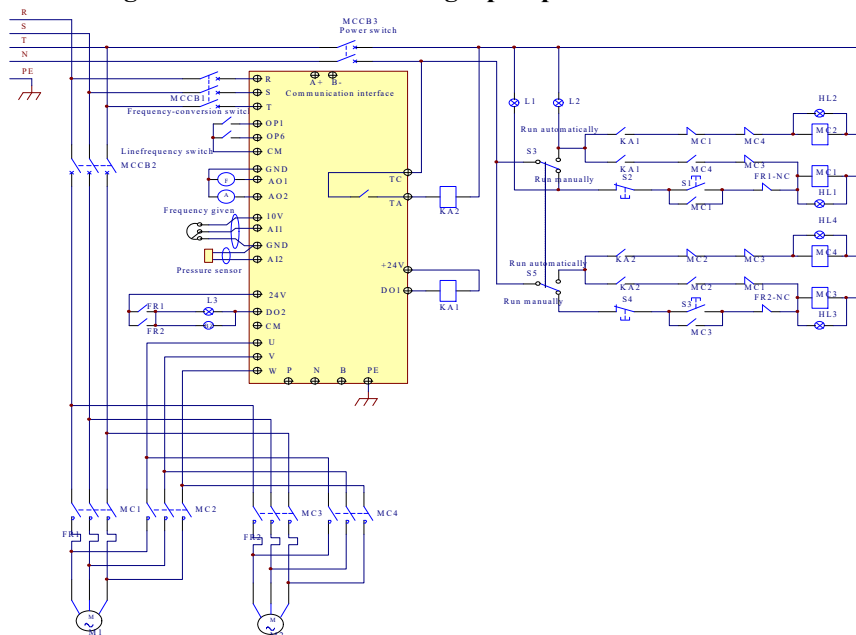 R
S
T
N
PE
MCCB3
Power switch
A+ B-
Communication interface
R
S
T
MCCB1
Frequency-conversion switch
OP1
OP6
CM
Linefrequency switch
MCCB2
GND
AO1
AO2
F
A
Frequency given
10V
AI1
GND
AI2
Pressure sensor
24V
DO2
CM
U
V
W
P N B PE
FR1
FR2
L3
TC
TA
KA2
+24V
DO1
KA1
L1
L2
Run automatically
S3
Run manually
KA1 MC1 MC4
HL2
MC2
KA1 MC4 MC3
MC1
S2
S1
MC1
FR1-NC
HL1
Run automatically
S5
Run manually
KA2 MC2 MC3
HL4
MC4
KA2 MC2 MC1
MC3
S4
S3
MC3
FR2-NC
HL3
MC1
MC2
MC3
MC4
FR1
FR2
M
M1
M